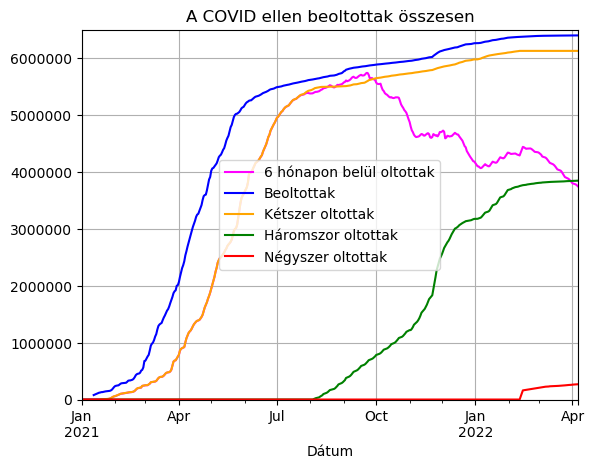 A COVID ellen beoltottak összesen
6000000
5000000
4000000
3000000
2000000
1000000
0
6 hónapon belül oltottak
Beoltottak
Kétszer oltottak
Háromszor oltottak
Négyszer oltottak
Jan Apr Jul Oct Jan Apr
2021 2022
Dátum